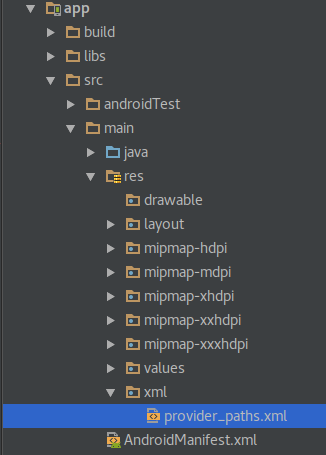 app
build
libs
src
androidTest
main
java
res
drawable
layout
mipmap-hdpi
mipmap-mdpi
mipmap-xhdpi
mipmap-xxhdpi
mipmap-xxxhdpi
values
xml
provider_paths.xml
AndroidManifest.xml